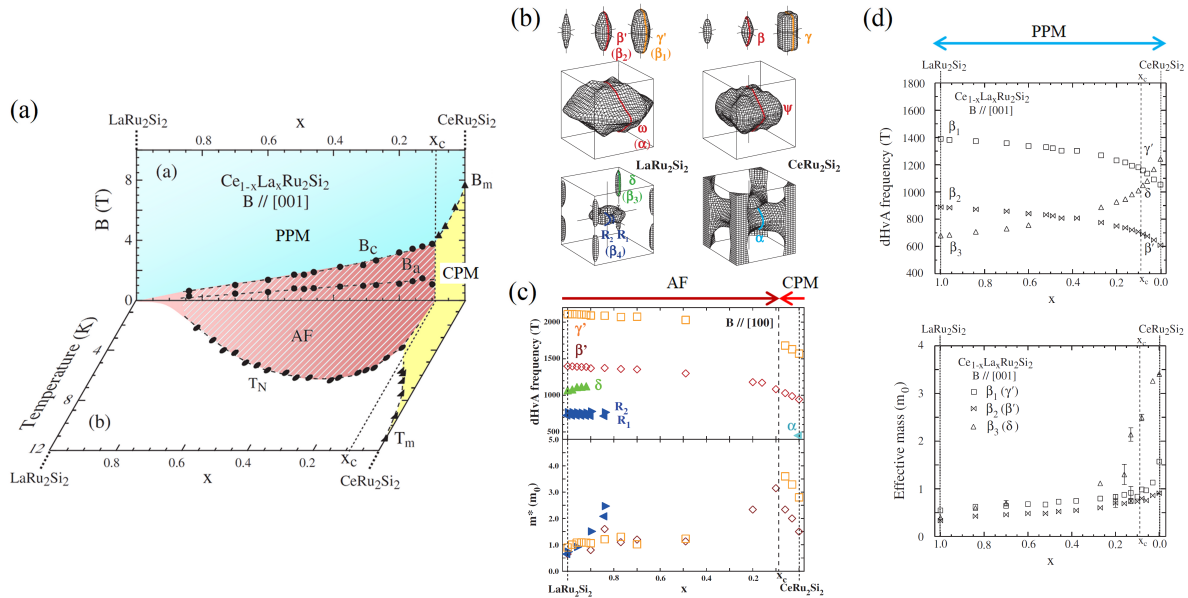 (a)
LaRu2Si2
x
CeRu2Si2
0.8
0.6
0.4
0.2
xc
(a)
Ce1-xLaxRu2Si2
B // [001]
PPM
B (T)
8
4
0
Bm
Bc
Ba
CPM
AF
TN
Temperature (K)
4
8
12
(b)
Tm
0.8
0.6
0.4
0.2
xc
x
LaRu2Si2
CeRu2Si2
(b)
β'
(β2)
γ'
(β1)
β
γ
ω
(α)
ψ
LaRu2Si2
CeRu2Si2
δ
(β3)
R2 R1
(β4)
α
(c)
AF
CPM
B // [100]
dHvA frequency (T)
2000
1500
1000
500
γ'
β'
δ
R2
R1
α
m* (m0)
5.0
4.0
3.0
2.0
1.0
0.0
0.8
0.6
0.4
0.2
xc
LaRu2Si2
x
CeRu2Si2
(d)
PPM
LaRu2Si2
CeRu2Si2
xc
Ce1-xLaxRu2Si2
B // [001]
dHvA frequency (T)
1800
1600
1400
1200
1000
800
600
400
β1
β2
β3
γ'
δ
β'
1.0
0.8
0.6
0.4
0.2
xc
0.0
x
LaRu2Si2
CeRu2Si2
xc
Ce1-xLaxRu2Si2
B // [001]
β1 (γ')
β2 (β')
β3 (δ)
Effective mass (m0)
4
3
2
1
0
1.0
0.8
0.6
0.4
0.2
xc
0.0
x